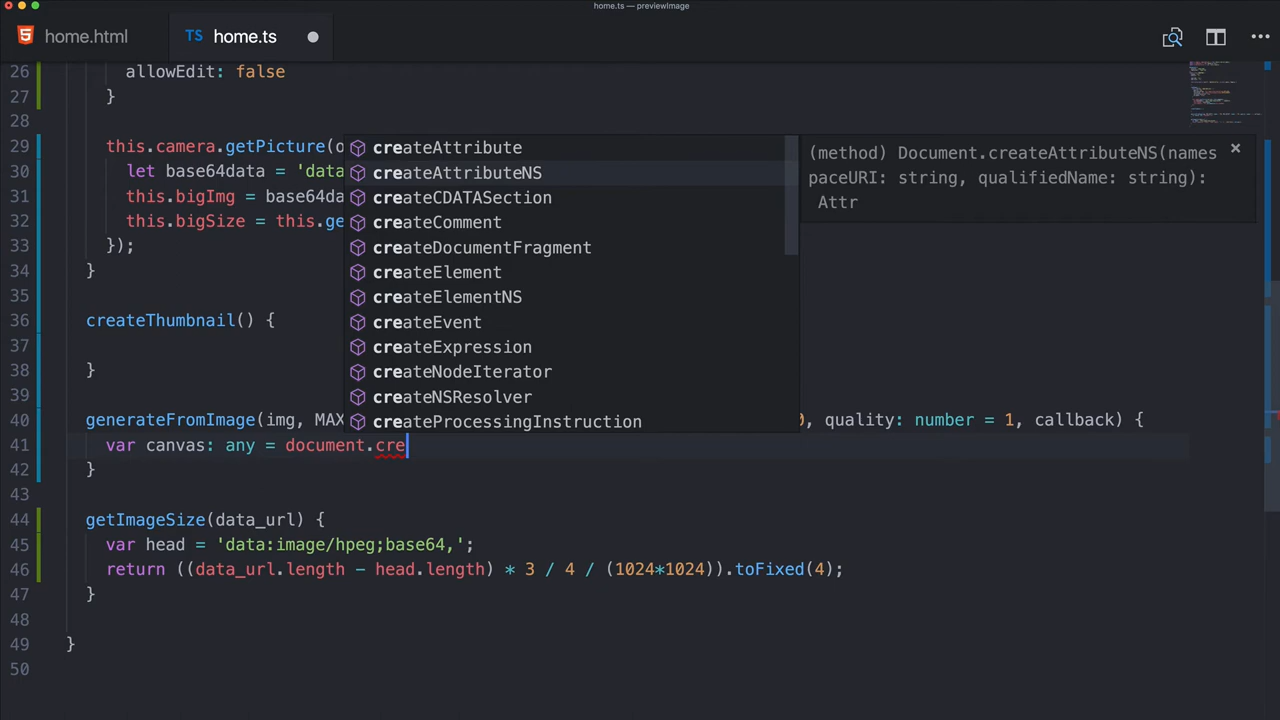 home.ts — previewImage
home.html
TS home.ts
26 allowEdit: false
27 }
28
29 this.camera.getPicture(o
30 let base64data = 'data
31 this.bigImg = base64da
32 this.bigSize = this.ge
33 });
34 }
35
36 createThumbnail() {
37
38 }
39
40 generateFromImage(img, MAX 0, quality: number = 1, callback) {
41 var canvas: any = document.cre
42 }
43
44 getImageSize(data_url) {
45 var head = 'data:image/hpeg;base64,';
46 return ((data_url.length - head.length) * 3 / 4 / (1024*1024)).toFixed(4);
47 }
48
49 }
50
createAttribute
createAttributeNS
createCDATASection
createComment
createDocumentFragment
createElement
createElementNS
createEvent
createExpression
createNodeIterator
createNSResolver
createProcessingInstruction
(method) Document.createAttributeNS(names
paceURI: string, qualifiedName: string):
Attr